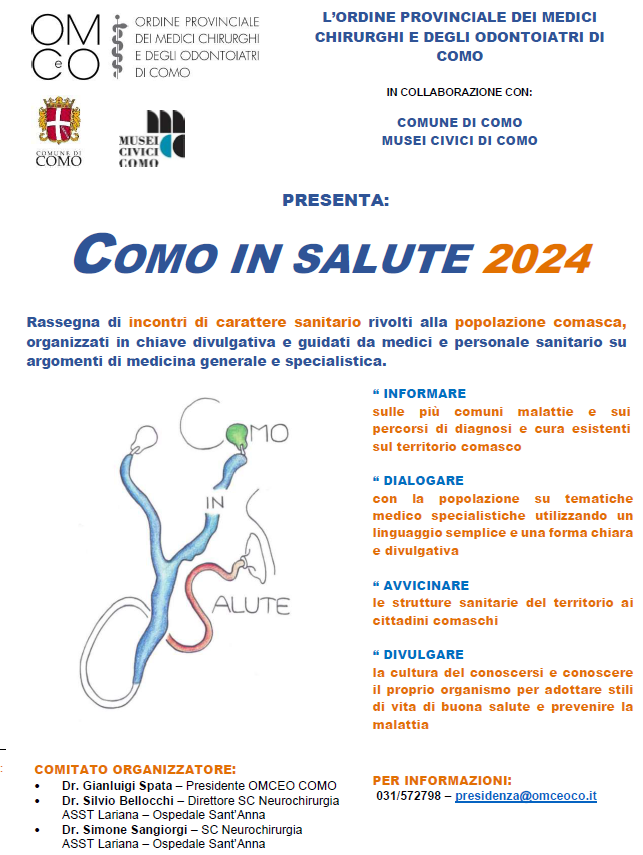 OM
CeO
ORDINE PROVINCIALE
DEI MEDICI CHIRURGHI
E DEGLI ODONTOIATRI
DI COMO
COMUNE DI
COMO
MUSEI
CIVICI
COMO
L'ORDINE PROVINCIALE DEI MEDICI
CHIRURGHI E DEGLI ODONTOIATRI DI
COMO
IN COLLABORAZIONE CON:
COMUNE DI COMO
MUSEI CIVICI DI COMO
PRESENTA:
COMO IN SALUTE 2024
Rassegna di incontri di carattere sanitario rivolti alla popolazione comasca,
organizzati in chiave divulgativa e guidati da medici e personale sanitario su
argomenti di medicina generale e specialistica.
COMO
IN
SALUTE
“ INFORMARE
sulle più comuni malattie e sui
percorsi di diagnosi e cura esistenti
sul territorio comasco
“ DIALOGARE
con la popolazione su tematiche
medico specialistiche utilizzando un
linguaggio semplice e una forma chiara
e divulgativa
“ AVVICINARE
le strutture sanitarie del territorio ai
cittadini comaschi
“ DIVULGARE
la cultura del conoscersi e conoscere
il proprio organismo per adottare stili
di vita di buona salute e prevenire la
malattia
COMITATO ORGANIZZATORE:
• Dr. Gianluigi Spata – Presidente OMCEO COMO
• Dr. Silvio Bellocchi – Direttore SC Neurochirurgia
ASST Lariana – Ospedale Sant'Anna
• Dr. Simone Sangiorgi – SC Neurochirurgia
ASST Lariana – Ospedale Sant'Anna
PER INFORMAZIONI:
031/572798 – presidenza@omceoco.it